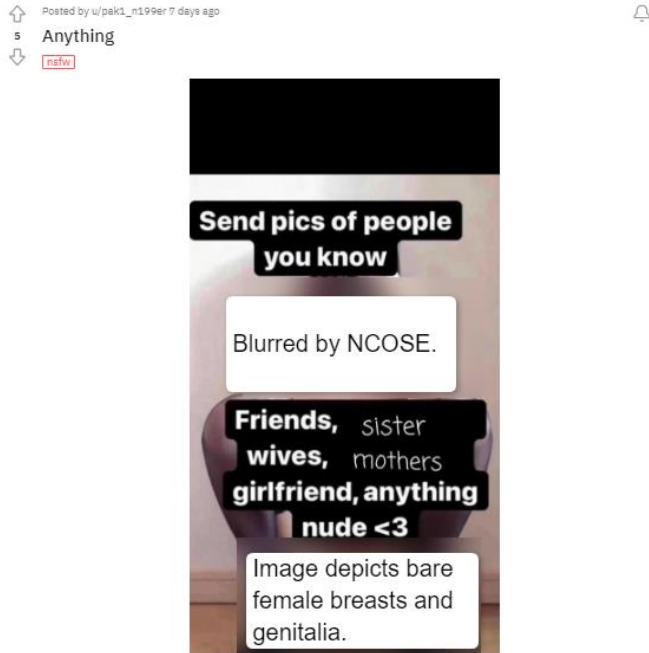 Posted by u/pak1_n199er 7 days ago
5
Anything
nsfw
Send pics of people
you know
Blurred by NCOSE.
Friends, sister
wives, mothers
girlfriend, anything
nude <3
Image depicts bare
female breasts and
genitalia.